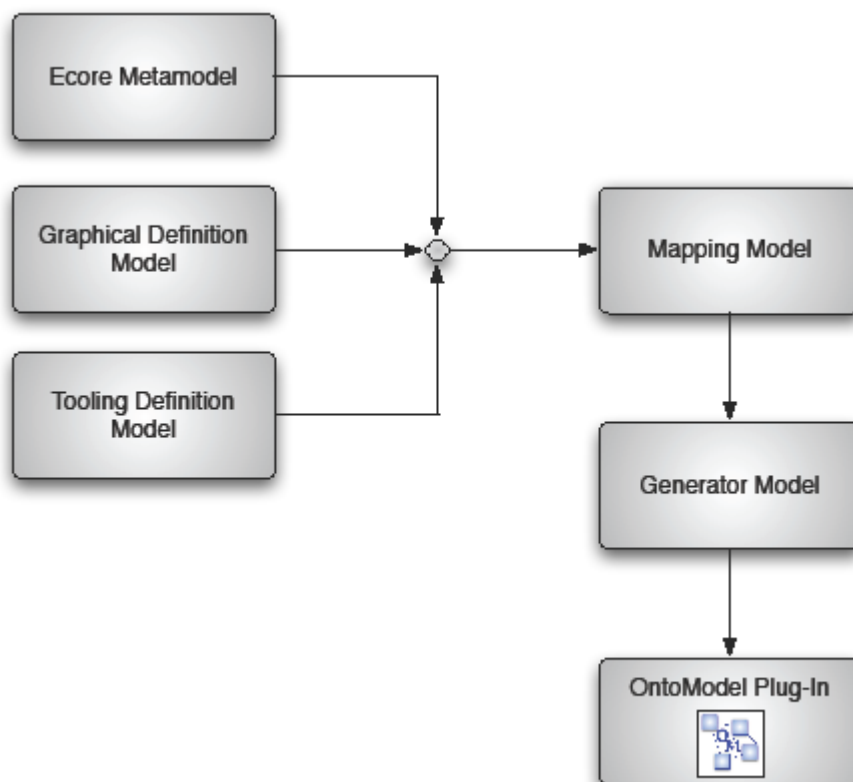 Ecore Metamodel
Graphical Definition
Model
Tooling Definition
Model
Mapping Model
Generator Model
OntoModel Plug-In